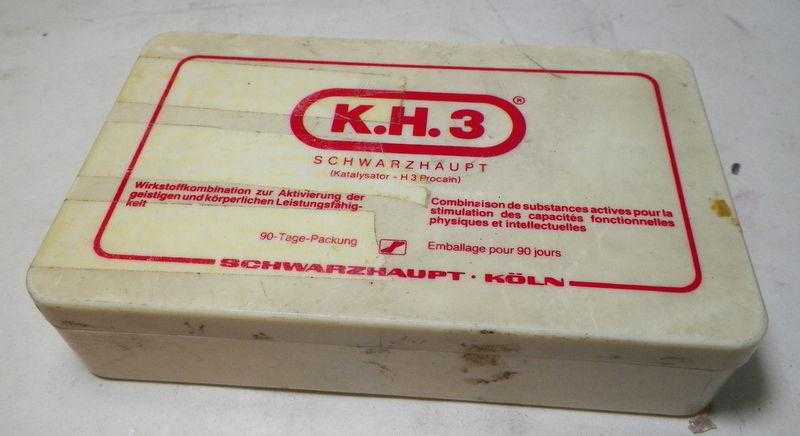 K.H.3®
SCHWARZHAUPT
(Katalysator - H 3 Procain)
Wirkstoffkombination zur Aktivierung der
geistigen und körperlichen Leistungsfähig-
keit
90-Tage-Packung
Combinaison de substances actives pour la
stimulation des capacités fonctionnelles
physiques et intellectuelles
Emballage pour 90 jours
SCHWARZHAUPT · KÖLN